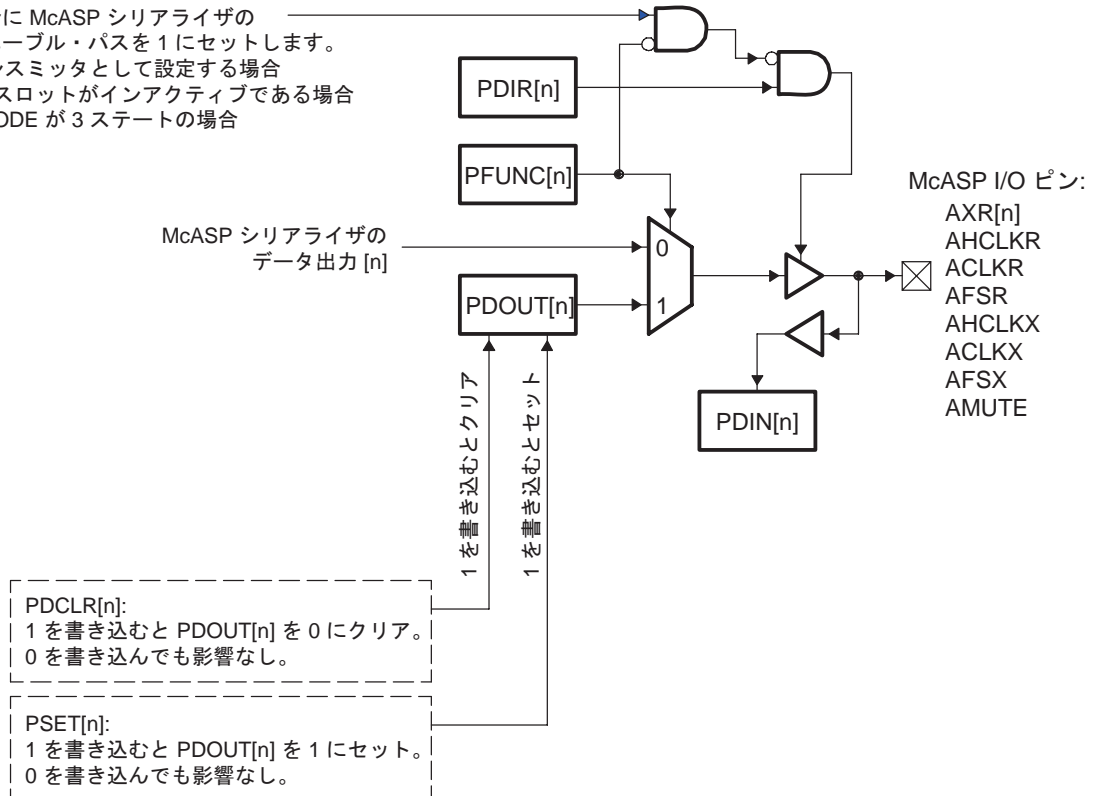 に McASP シリアライザの
ーブル・パスを 1 にセットします。
スミッタとして設定する場合
スロットがインアクティブである場合
ODE が 3 ステートの場合
PDIR[n]
PFUNC[n]
McASP シリアライザの
データ出力 [n]
0
1
PDOUT[n]
PDIN[n]
McASP I/O ピン:
AXR[n]
AHCLKR
ACLKR
AFSR
AHCLKX
ACLKX
AFSX
AMUTE
1 を書き込むとクリア
1 を書き込むとセット
PDCLR[n]:
1 を書き込むと PDOUT[n] を 0 にクリア。
0 を書き込んでも影響なし。
PSET[n]:
1 を書き込むと PDOUT[n] を 1 にセット。
0 を書き込んでも影響なし。